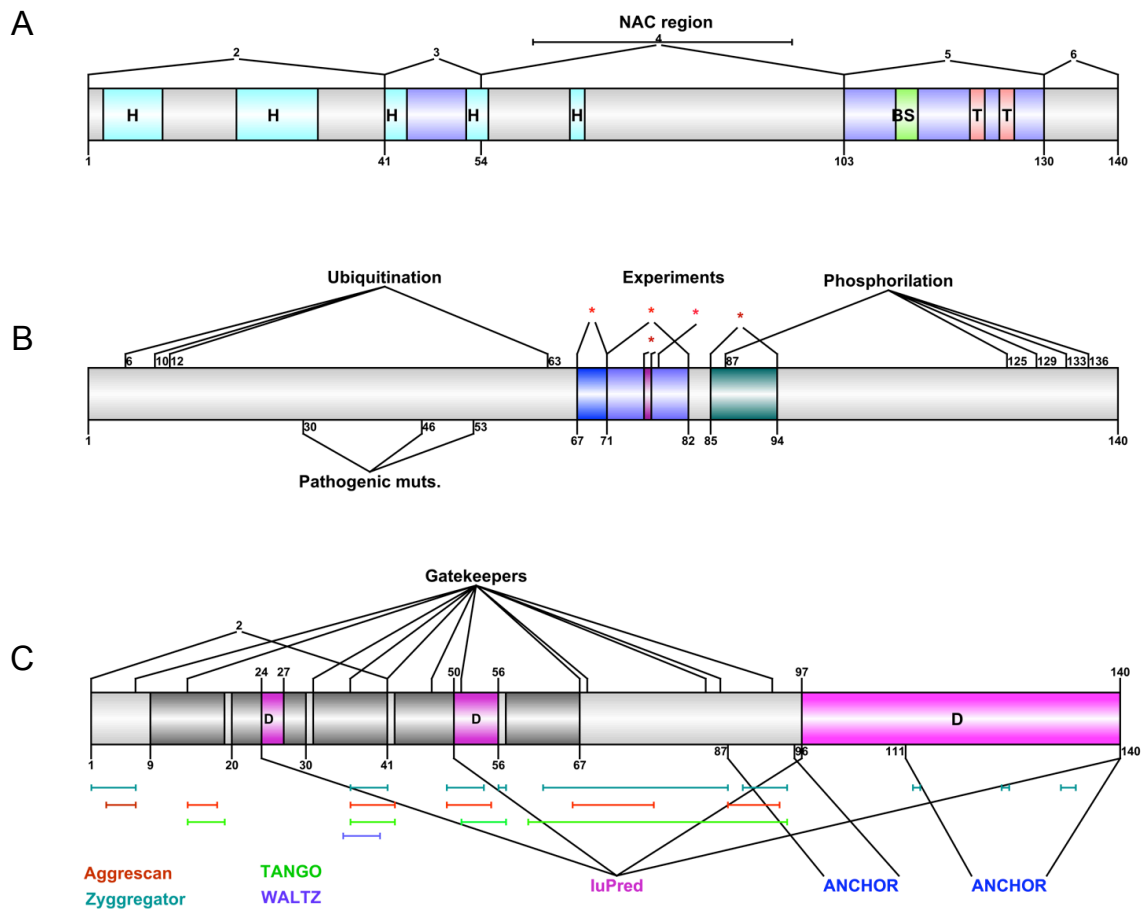 A
NAC region
2 3 4 5 6
H H H H H BS T T
1 41 54 103 130 140
B
Ubiquitination Experiments Phosphorilation
* * * *
*
6 10 12 63 87 125 129 133 136
1 30 46 53 67 71 82 85 94 140
Pathogenic muts.
C
Gatekeepers
2
24 27 50 56 97 140
D D D
1 9 20 30 41 56 67 87 96 111 140
Aggrescan TANGO IuPred ANCHOR ANCHOR
Zyggregator WALTZ